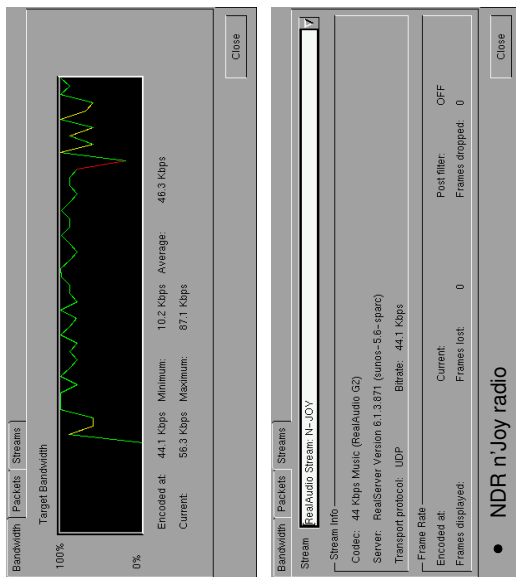 Bandwidth Packets Streams
Target Bandwidth
100%
0%
Encoded at: 44.1 Kbps Minimum: 10.2 Kbps Average: 46.3 Kbps
Current: 56.3 Kbps Maximum: 87.1 Kbps
Close
Bandwidth Packets Streams
Stream
RealAudio Stream: N-JOY
Stream Info
Codec: 44 Kbps Music (RealAudio G2)
Server: RealServer Version 6.1.3.871 (sunos-5.6-sparc)
Transport protocol: UDP Bitrate: 44.1 Kbps
Frame Rate
Encoded at: Current: Post filter: OFF
Frames displayed: Frames lost: 0 Frames dropped: 0
Close
• NDR n'Joy radio